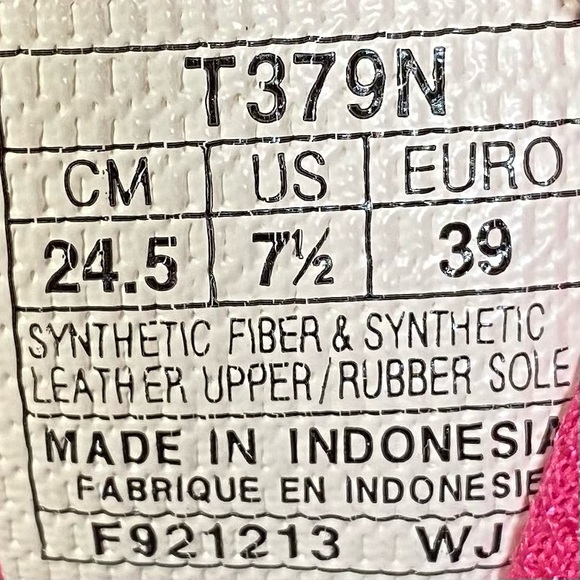 T379N
CM US EURO
24.5 7½ 39
SYNTHETIC FIBER & SYNTHETIC
LEATHER UPPER/RUBBER SOLE
MADE IN INDONESIA
FABRIQUE EN INDONESIE
F921213 WJ